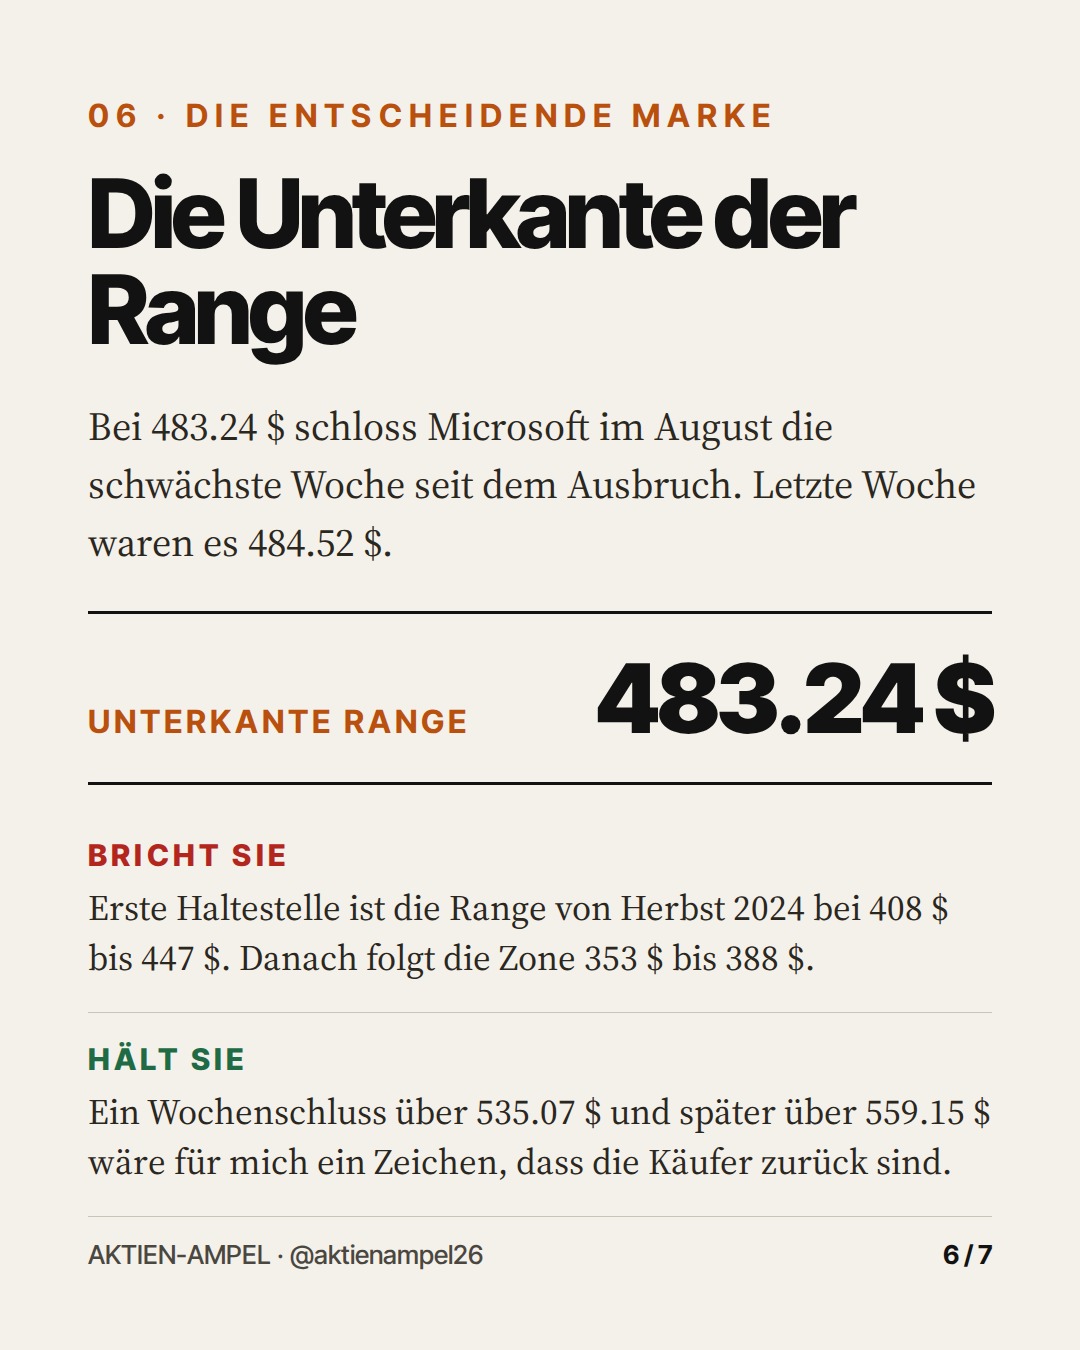 06 · DIE ENTSCHEIDENDE MARKE
Die Unterkante der
Range
Bei 483.24 $ schloss Microsoft im August die
schwächste Woche seit dem Ausbruch. Letzte Woche
waren es 484.52 $.
UNTERKANTE RANGE 483.24 $
BRICHT SIE
Erste Haltestelle ist die Range von Herbst 2024 bei 408 $
bis 447 $. Danach folgt die Zone 353 $ bis 388 $.
HÄLT SIE
Ein Wochenschluss über 535.07 $ und später über 559.15 $
wäre für mich ein Zeichen, dass die Käufer zurück sind.
AKTIEN-AMPEL · @aktienampel26 6 / 7